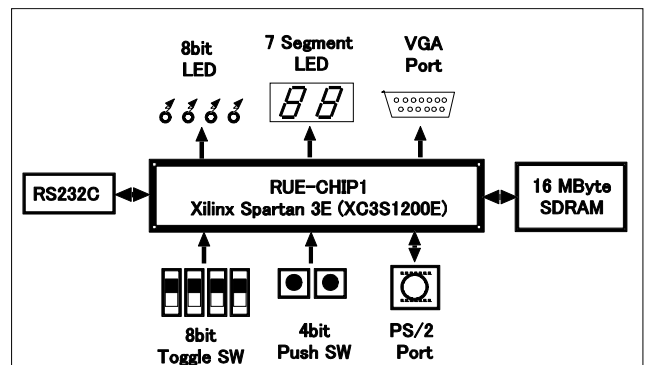 8bit
LED
7 Segment
LED
88
VGA
Port
RS232C
RUE-CHIP1
Xilinx Spartan 3E (XC3S1200E)
16 MByte
SDRAM
8bit
Toggle SW
4bit
Push SW
PS/2
Port